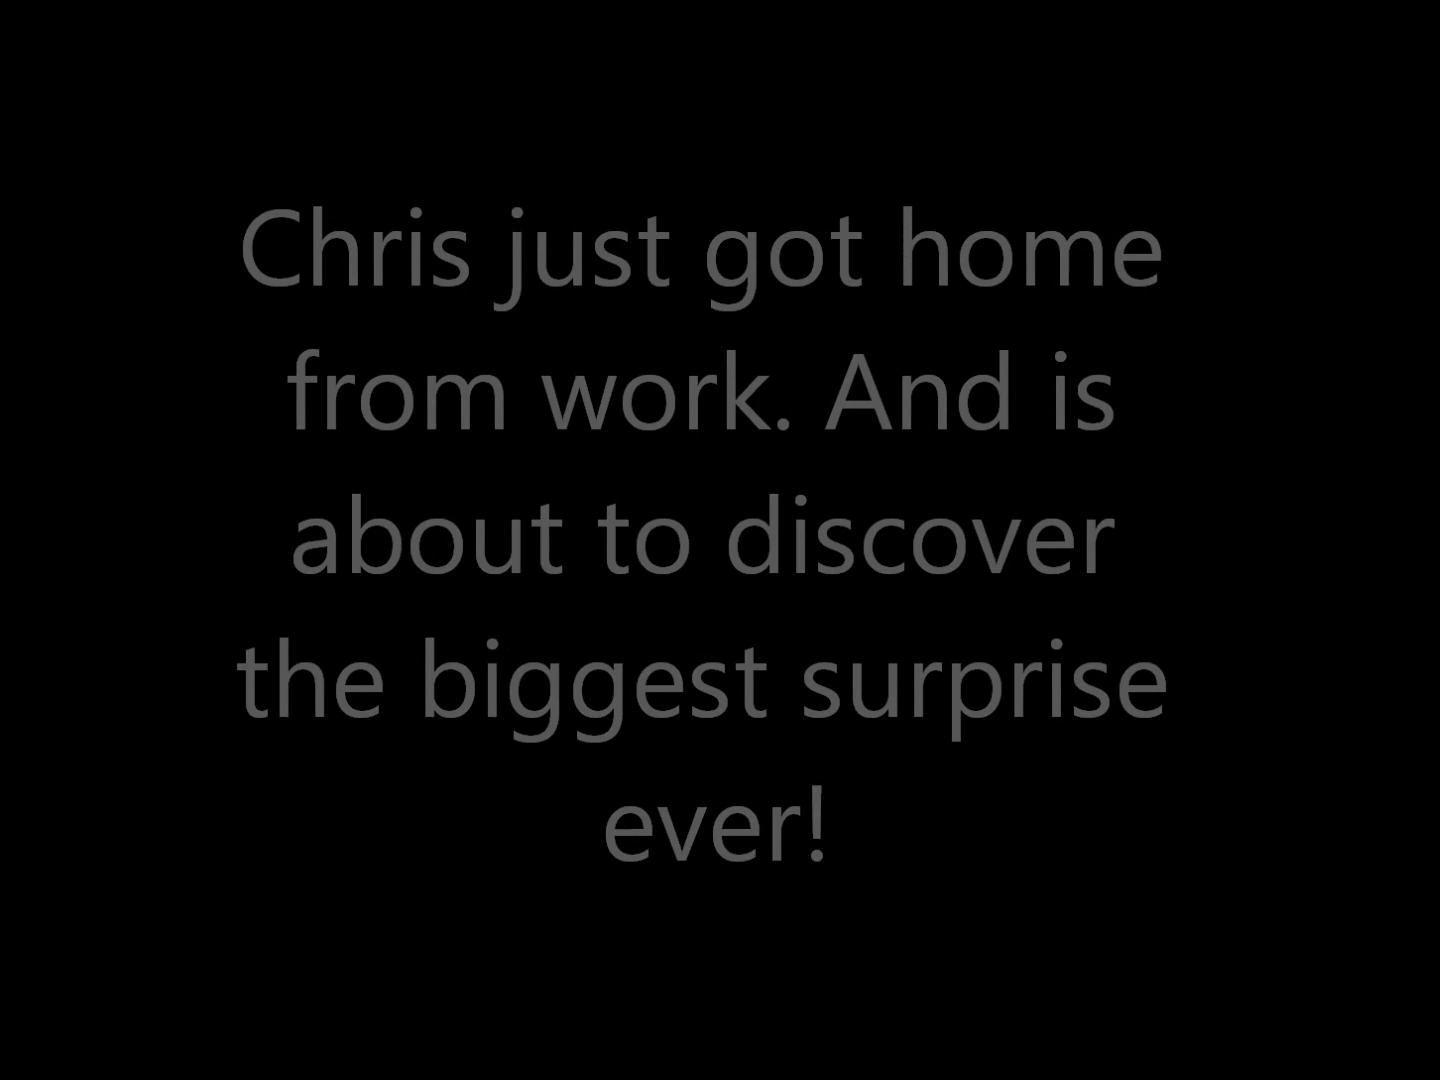 Chris just got home
from work. And is
about to discover
the biggest surprise
ever!